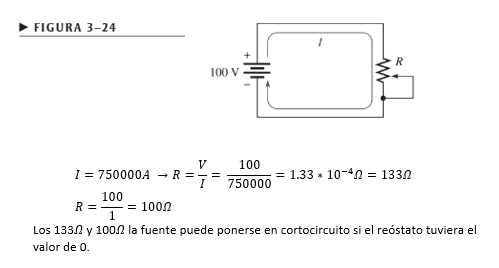 ► FIGURA 3–24
I
+
R
100 V
−
I = 750000A → R = V/I = 100/750000 = 1.33 * 10⁻⁴Ω = 133Ω
R = 100/1 = 100Ω
Los 133Ω y 100Ω la fuente puede ponerse en cortocircuito si el reóstato tuviera el
valor de 0.